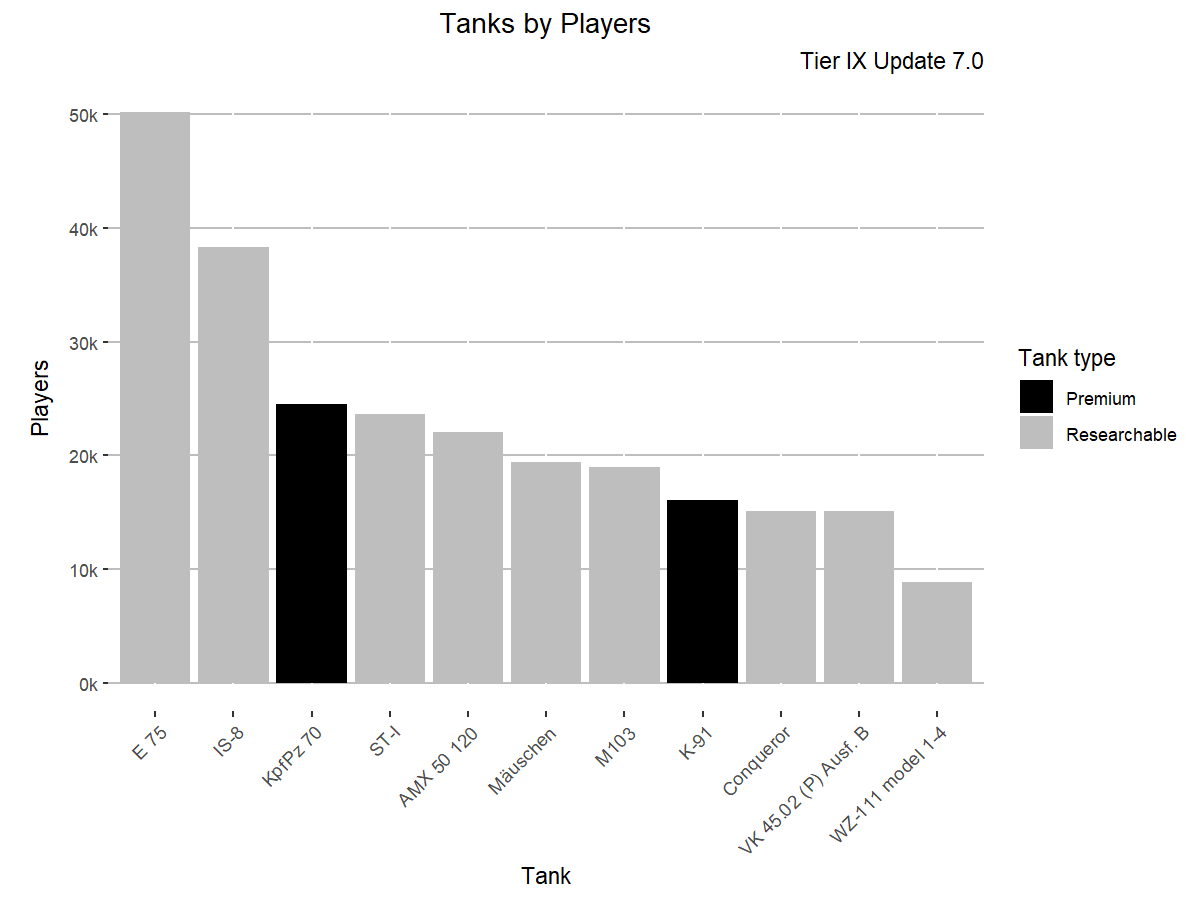 Tanks by Players
Tier IX Update 7.0
50k
40k
30k
20k
10k
0k
Players
E 75
IS-8
KpfPz 70
ST-I
AMX 50 120
Mäuschen
M103
K-91
Conqueror
VK 45.02 (P) Ausf. B
WZ-111 model 1-4
Tank
Tank type
Premium
Researchable